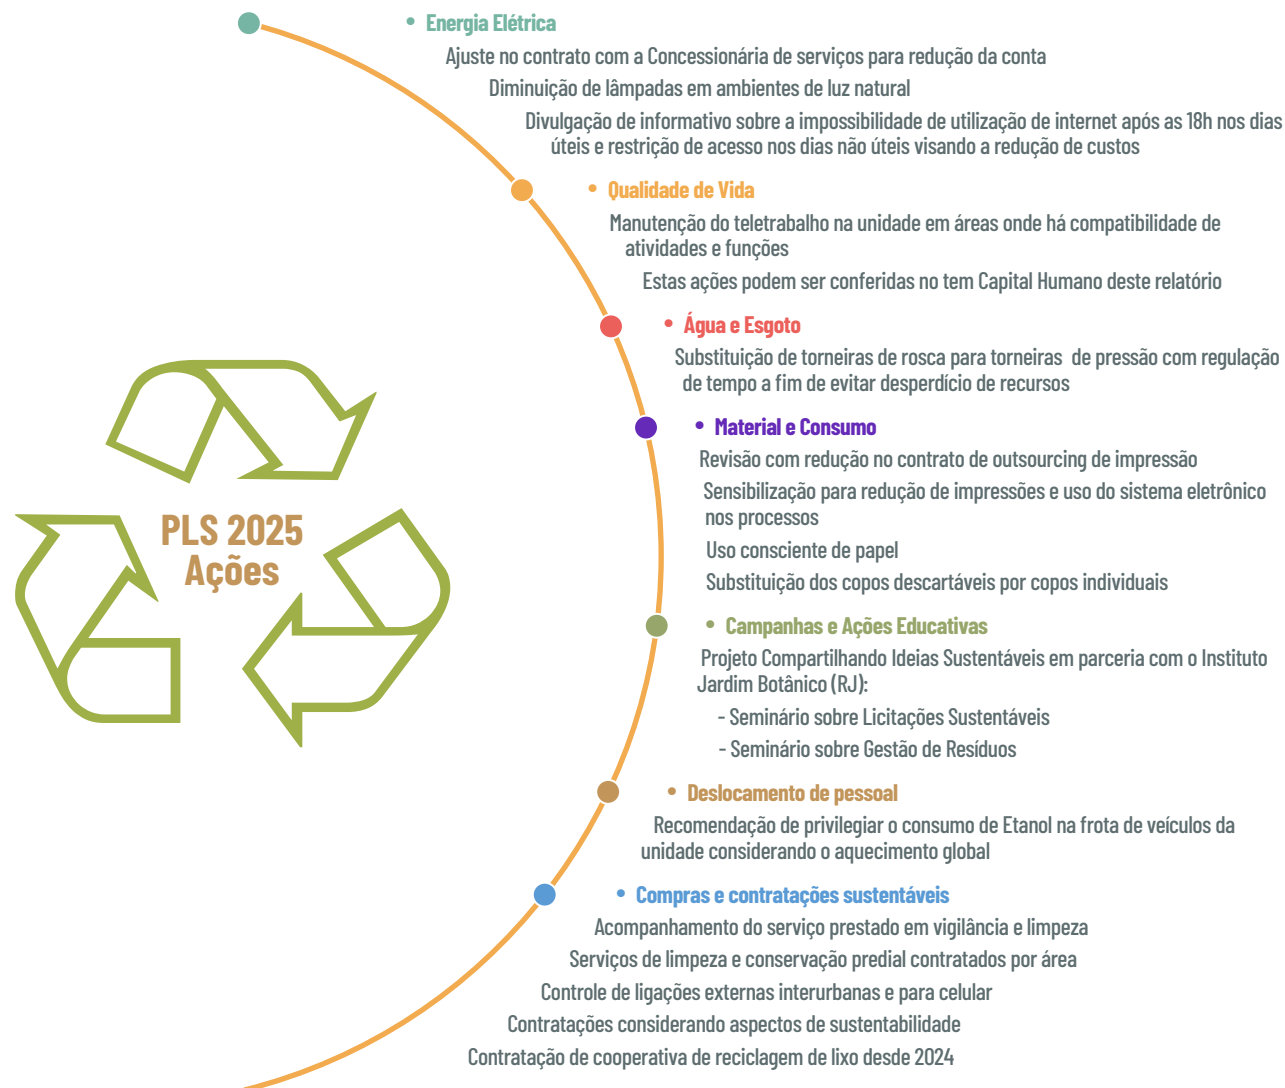 • Energia Elétrica
Ajuste no contrato com a Concessionária de serviços para redução da conta
Diminuição de lâmpadas em ambientes de luz natural
Divulgação de informativo sobre a impossibilidade de utilização de internet após as 18h nos dias
úteis e restrição de acesso nos dias não úteis visando a redução de custos
• Qualidade de Vida
Manutenção do teletrabalho na unidade em áreas onde há compatibilidade de
atividades e funções
Estas ações podem ser conferidas no tem Capital Humano deste relatório
• Água e Esgoto
Substituição de torneiras de rosca para torneiras de pressão com regulação
de tempo a fim de evitar desperdício de recursos
• Material e Consumo
Revisão com redução no contrato de outsourcing de impressão
Sensibilização para redução de impressões e uso do sistema eletrônico
nos processos
Uso consciente de papel
Substituição dos copos descartáveis por copos individuais
PLS 2025
Ações
• Campanhas e Ações Educativas
Projeto Compartilhando Ideias Sustentáveis em parceria com o Instituto
Jardim Botânico (RJ):
- Seminário sobre Licitações Sustentáveis
- Seminário sobre Gestão de Resíduos
• Deslocamento de pessoal
Recomendação de privilegiar o consumo de Etanol na frota de veículos da
unidade considerando o aquecimento global
• Compras e contratações sustentáveis
Acompanhamento do serviço prestado em vigilância e limpeza
Serviços de limpeza e conservação predial contratados por área
Controle de ligações externas interurbanas e para celular
Contratações considerando aspectos de sustentabilidade
Contratação de cooperativa de reciclagem de lixo desde 2024